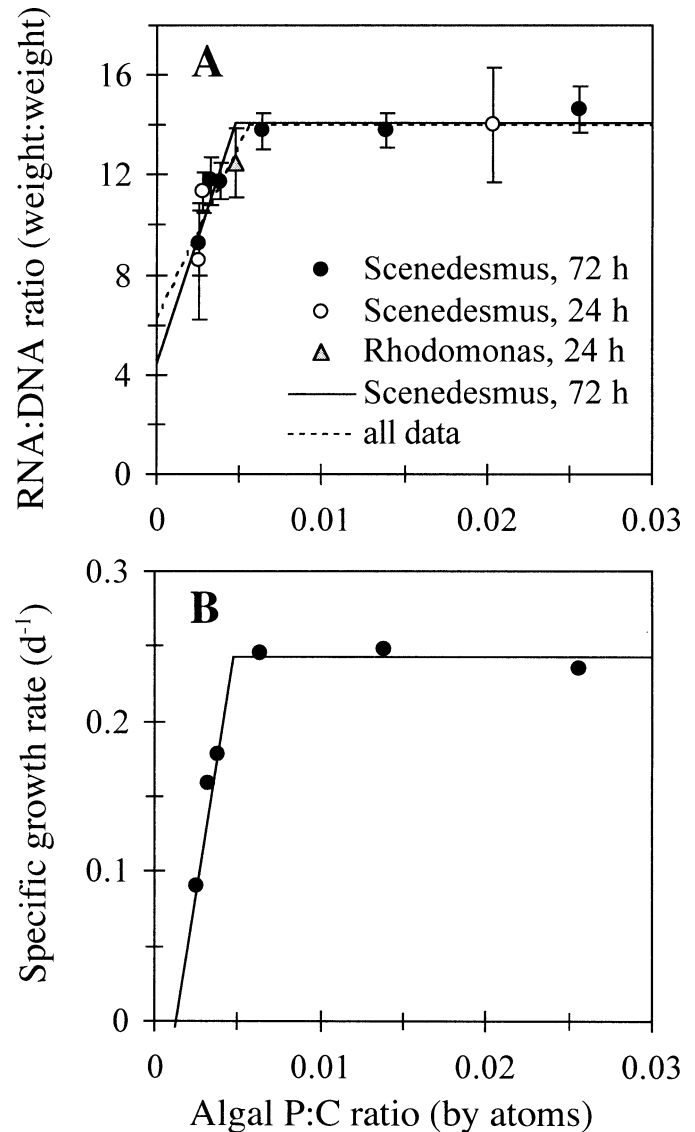 A
RNA:DNA ratio (weight:weight)
16
12
8
4
0
Scenedesmus, 72 h
Scenedesmus, 24 h
Rhodomonas, 24 h
Scenedesmus, 72 h
all data
0 0.01 0.02 0.03
B
Specific growth rate (d⁻¹)
0.3
0.2
0.1
0
0 0.01 0.02 0.03
Algal P:C ratio (by atoms)